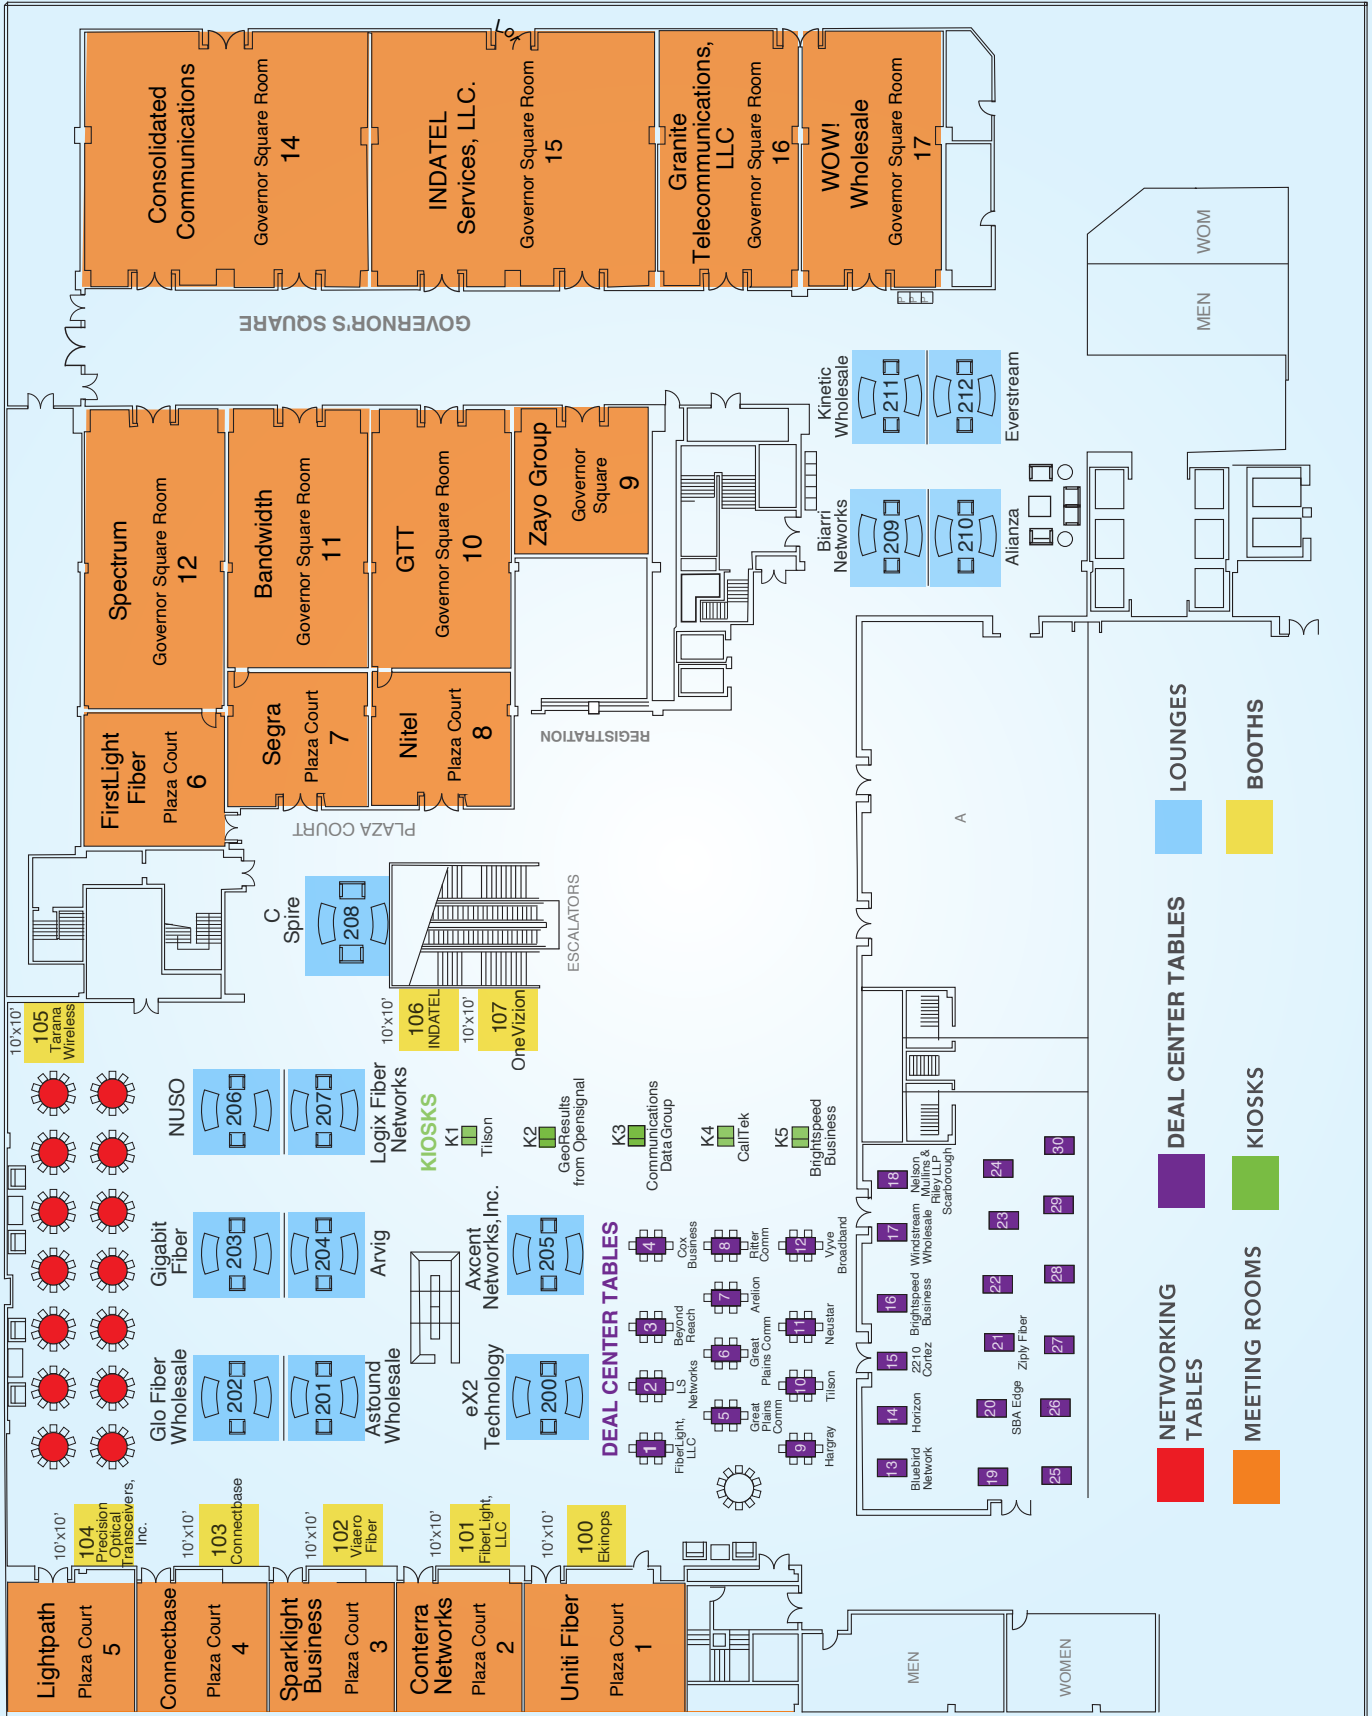 Consolidated
Communications
Governor Square Room
14
INDATEL
Services, LLC.
Governor Square Room
15
Granite
Telecommunications,
LLC
Governor Square Room
16
WOW!
Wholesale
Governor Square Room
17
GOVERNOR'S SQUARE
WOM
MEN
Spectrum
Governor Square Room
12
Bandwidth
Governor Square Room
11
GTT
Governor Square Room
10
Zayo Group
Governor
Square
9
Kinetic
Wholesale
211
212
Everstream
Biarri
Networks
209
210
Alianza
FirstLight
Fiber
Plaza Court
6
Segra
Plaza Court
7
Nitel
Plaza Court
8
PLAZA COURT
REGISTRATION
A
C
Spire
208
ESCALATORS
10'x10'
105
Tarana
Wireless
10'x10'
106
INDATEL
10'x10'
107
OneVizion
NUSO
206
207
Logix Fiber
Networks
KIOSKS
K1
Tilson
K2
GeoResults
from Opensignal
K3
Communications
Data Group
K4
CallTek
K5
Brightspeed
Business
Gigabit
Fiber
203
204
Arvig
Axcent
Networks,Inc.
205
Glo Fiber
Wholesale
202
201
Astound
Wholesale
eX2
Technology
200
DEAL CENTER TABLES
4
Cox
Business
8
Ritter
Comm
12
Vyve
Broadband
3
Beyond
Reach
7
Arelion
11
Neustar
2
LS
Networks
6
Great
Plains Comm
10
Tilson
1
FiberLight,
LLC
5
Great
Plains
Comm
9
Hargray
18
Nelson
Mullins &
Riley LLP
Scarborough
17
Windstream
Wholesale
16
Brightspeed
Business
15
2210
Cortez
14
Horizon
13
Bluebird
Network
24
23
22
21
Ziply Fiber
20
SBA Edge
19
30
29
28
27
26
25
10'x10'
104
Precision
Optical
Transceivers,
Inc.
10'x10'
103
Connectbase
10'x10'
102
Viaero
Fiber
10'x10'
101
FiberLight,
LLC
10'x10'
100
Ekinops
Lightpath
Plaza Court
5
Connectbase
Plaza Court
4
Sparklight
Business
Plaza Court
3
Conterra
Networks
Plaza Court
2
Uniti Fiber
Plaza Court
1
MEN
WOMEN
NETWORKING
TABLES
MEETING ROOMS
DEAL CENTER TABLES
KIOSKS
LOUNGES
BOOTHS